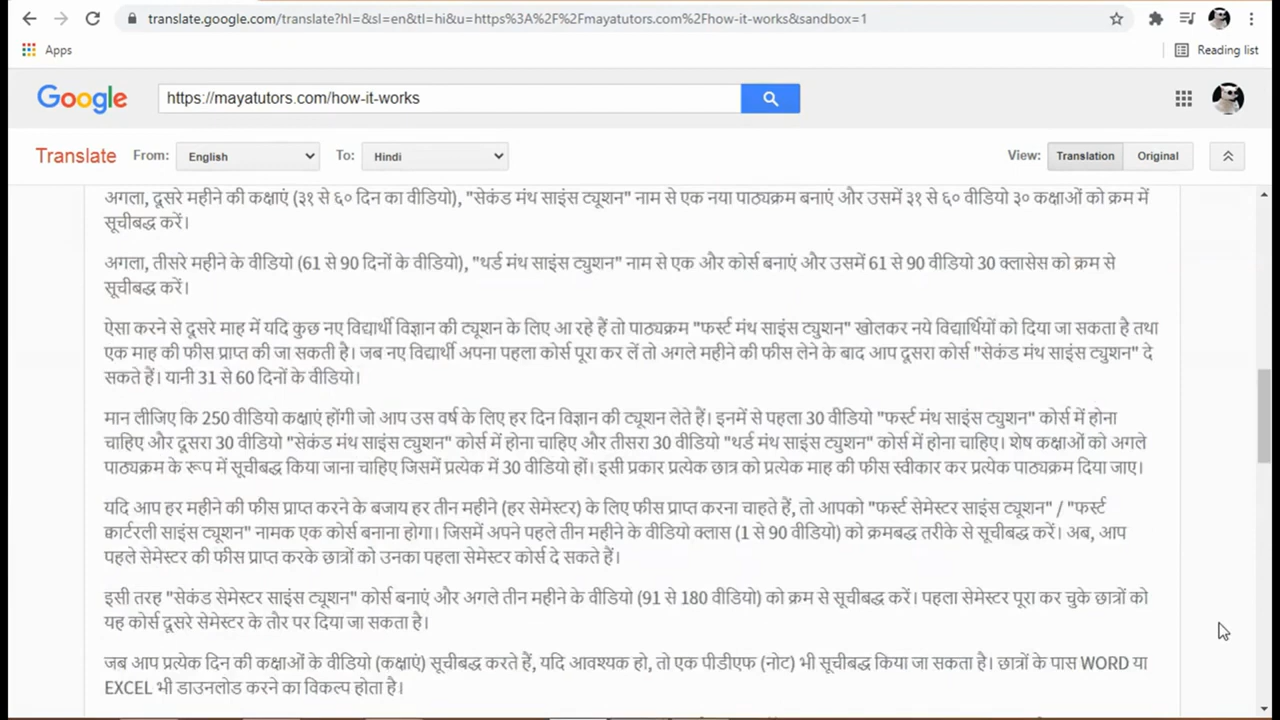 translate.google.com/translate?hl=&sl=en&tl=hi&u=https%3A%2F%2Fmayatutors.com%2Fhow-it-works&sandbox=1
Apps
Reading list
Google
https://mayatutors.com/how-it-works
Translate From: English To: Hindi View: Translation Original
अगला, दूसरे महीने की कक्षाएं (३१ से ६० दिन का वीडियो), "सेकंड मंथ साइंस ट्यूशन" नाम से एक नया पाठ्यक्रम बनाएं और उसमें ३१ से ६० वीडियो ३० कक्षाओं को क्रम में
सूचीबद्ध करें।
अगला, तीसरे महीने के वीडियो (61 से 90 दिनों के वीडियो), "थर्ड मंथ साइंस ट्युशन" नाम से एक और कोर्स बनाएं और उसमें 61 से 90 वीडियो 30 क्लासेस को क्रम से
सूचीबद्ध करें।
ऐसा करने से दूसरे माह में यदि कुछ नए विद्यार्थी विज्ञान की ट्यूशन के लिए आ रहे हैं तो पाठ्यक्रम "फर्स्ट मंथ साइंस ट्युशन" खोलकर नये विद्यार्थियों को दिया जा सकता है तथा
एक माह की फीस प्राप्त की जा सकती है। जब नए विद्यार्थी अपना पहला कोर्स पूरा कर लें तो अगले महीने की फीस लेने के बाद आप दूसरा कोर्स "सेकंड मंथ साइंस ट्युशन" दे
सकते हैं। यानी 31 से 60 दिनों के वीडियो।
मान लीजिए कि 250 वीडियो कक्षाएं होंगी जो आप उस वर्ष के लिए हर दिन विज्ञान की ट्यूशन लेते हैं। इनमें से पहला 30 वीडियो "फर्स्ट मंथ साइंस ट्युशन" कोर्स में होना
चाहिए और दूसरा 30 वीडियो "सेकंड मंथ साइंस ट्युशन" कोर्स में होना चाहिए और तीसरा 30 वीडियो "थर्ड मंथ साइंस ट्युशन" कोर्स में होना चाहिए। शेष कक्षाओं को अगले
पाठ्यक्रम के रूप में सूचीबद्ध किया जाना चाहिए जिसमें प्रत्येक में 30 वीडियो हों। इसी प्रकार प्रत्येक छात्र को प्रत्येक माह की फीस स्वीकार कर प्रत्येक पाठ्यक्रम दिया जाए।
यदि आप हर महीने की फीस प्राप्त करने के बजाय हर तीन महीने (हर सेमेस्टर) के लिए फीस प्राप्त करना चाहते हैं, तो आपको "फर्स्ट सेमेस्टर साइंस ट्यूशन" / "फर्स्ट
क्वार्टरली साइंस ट्यूशन" नामक एक कोर्स बनाना होगा। जिसमें अपने पहले तीन महीने के वीडियो क्लास (1 से 90 वीडियो) को क्रमबद्ध तरीके से सूचीबद्ध करें। अब, आप
पहले सेमेस्टर की फीस प्राप्त करके छात्रों को उनका पहला सेमेस्टर कोर्स दे सकते हैं।
इसी तरह "सेकंड सेमेस्टर साइंस ट्यूशन" कोर्स बनाएं और अगले तीन महीने के वीडियो (91 से 180 वीडियो) को क्रम से सूचीबद्ध करें। पहला सेमेस्टर पूरा कर चुके छात्रों को
यह कोर्स दूसरे सेमेस्टर के तौर पर दिया जा सकता है।
जब आप प्रत्येक दिन की कक्षाओं के वीडियो (कक्षाएं) सूचीबद्ध करते हैं, यदि आवश्यक हो, तो एक पीडीएफ (नोट) भी सूचीबद्ध किया जा सकता है। छात्रों के पास WORD या
EXCEL भी डाउनलोड करने का विकल्प होता है।